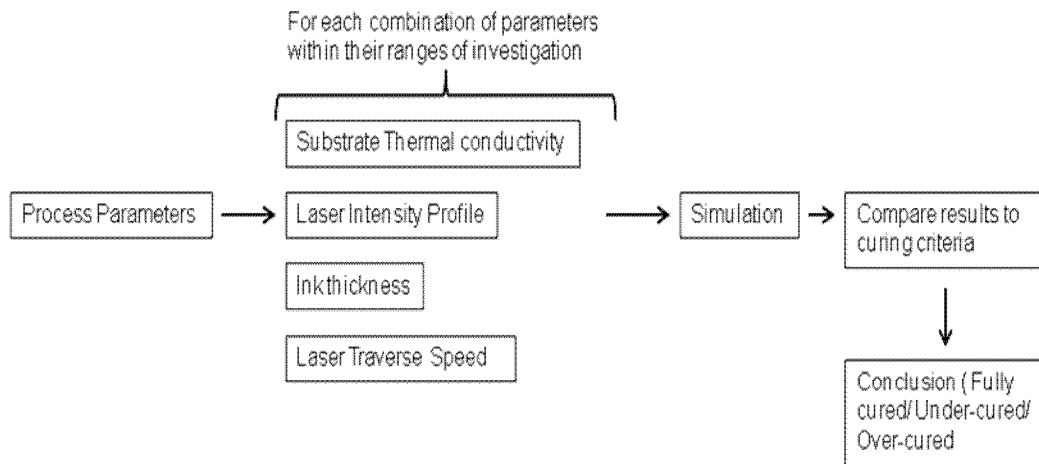 For each combination of parameters
within their ranges of investigation
Substrate Thermal conductivity
Process Parameters
Laser Intensity Profile
Simulation
Compare results to
curing criteria
Ink thickness
Laser Traverse Speed
Conclusion ( Fully
cured/ Under-cured/
Over-cured